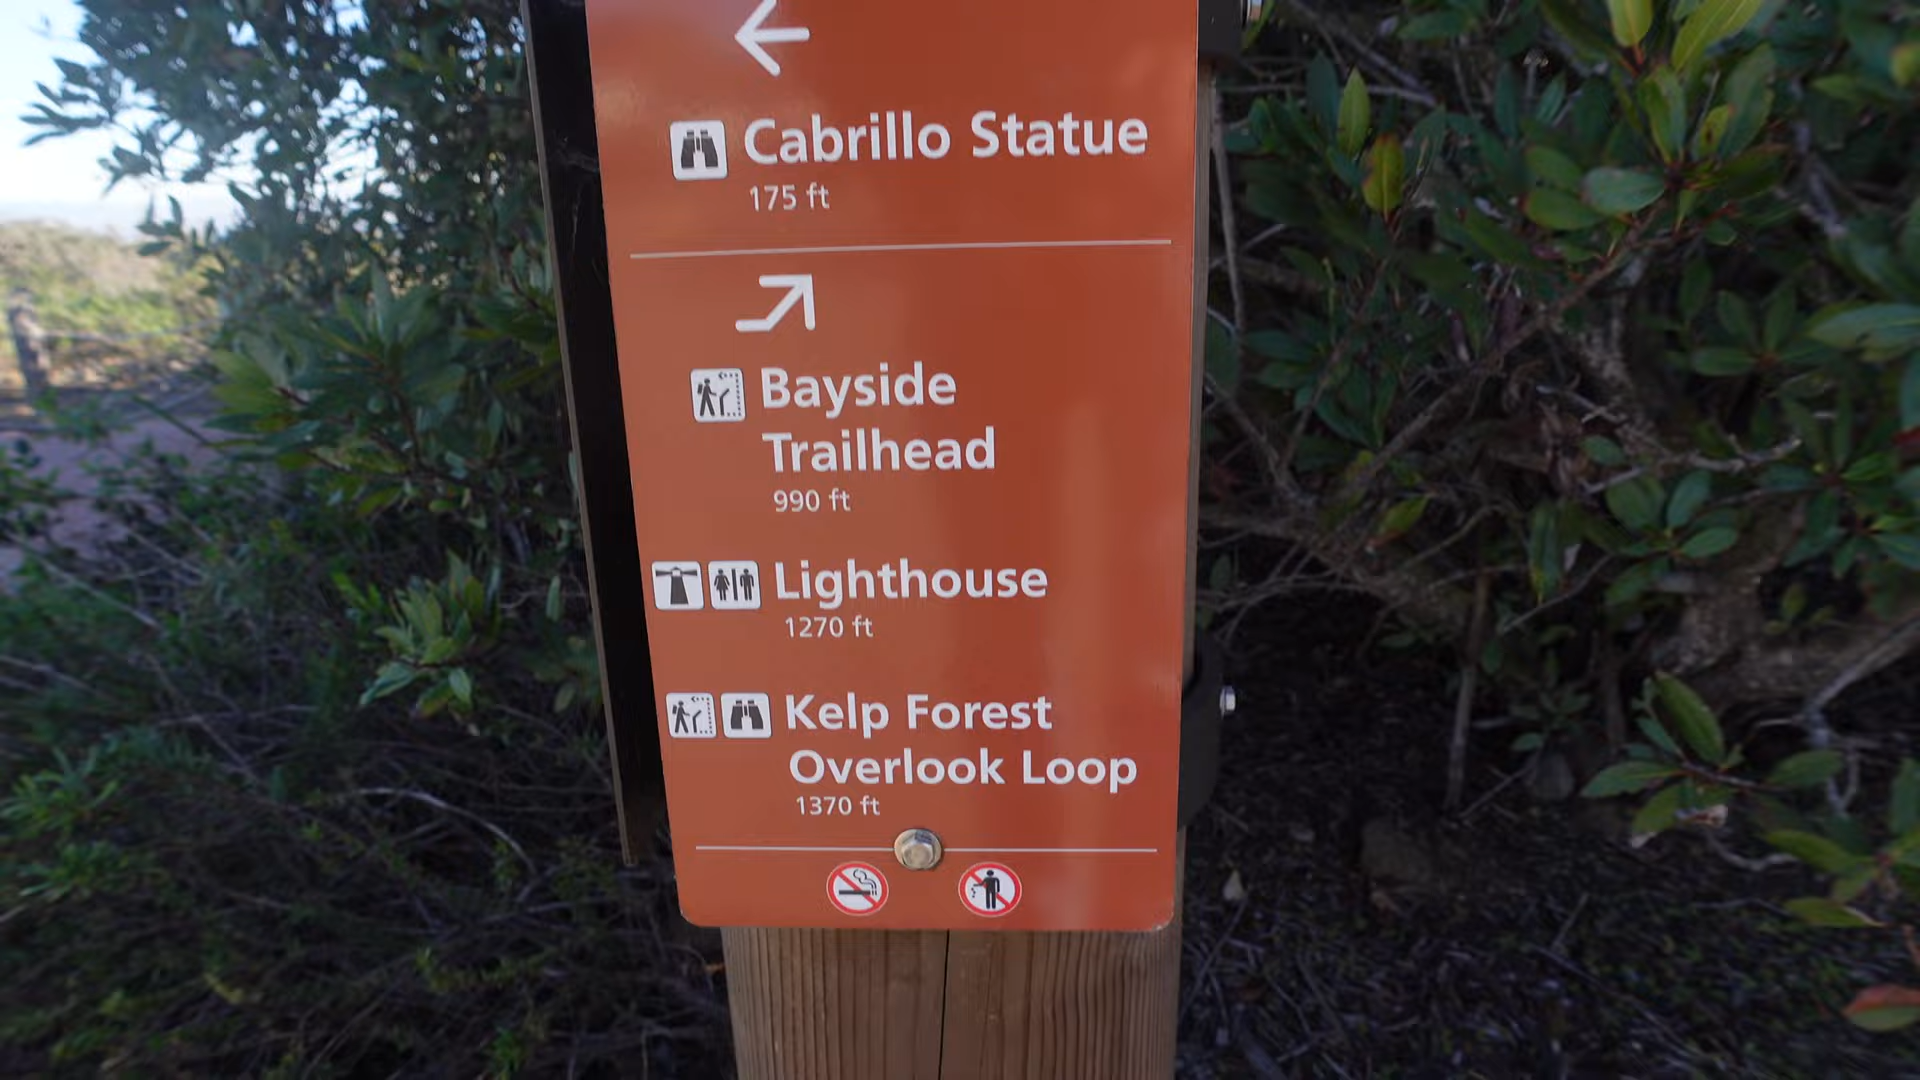 Cabrillo Statue
175 ft
Bayside
Trailhead
990 ft
Lighthouse
1270 ft
Kelp Forest
Overlook Loop
1370 ft